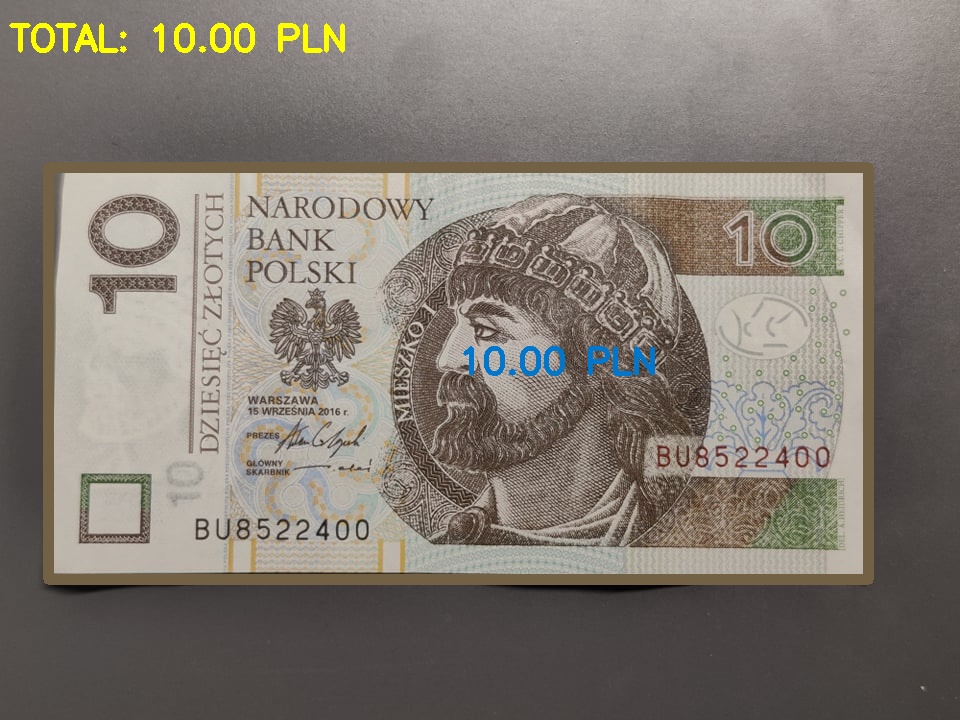 TOTAL: 10.00 PLN
10
DZIESIĘĆ ZŁOTYCH
NARODOWY
BANK
POLSKI
10
MIESZKO I
10.00 PLN
WARSZAWA
15 WRZEŚNIA 2016 r.
PREZES
GŁÓWNY
SKARBNIK
10
BU8522400
BU8522400